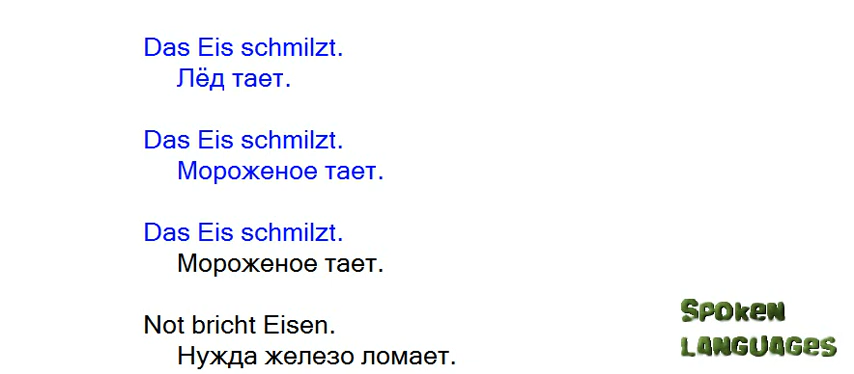 Das Eis schmilzt.
Лёд тает.
Das Eis schmilzt.
Мороженое тает.
Das Eis schmilzt.
Мороженое тает.
Not bricht Eisen.
Нужда железо ломает.
Spoken
Languages